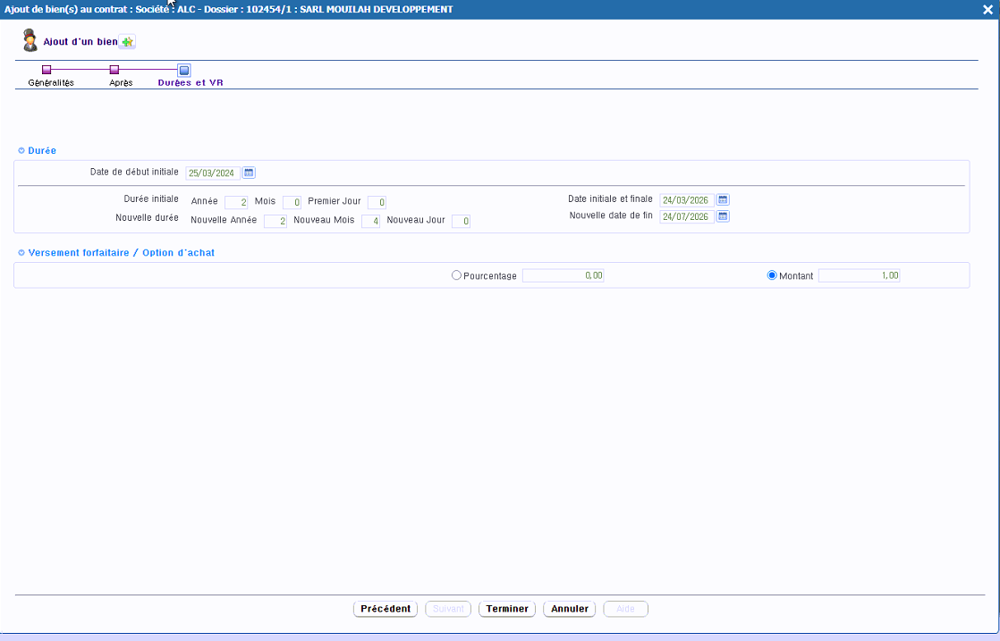 Ajout de bien(s) au contrat : Société : ALC - Dossier : 102454/1 : SARL MOUILAH DEVELOPPEMENT
Ajout d'un bien
Généralités Après Durées et VR
Durée
Date de début initiale 25/03/2024
Durée initiale Année 2 Mois 0 Premier Jour 0 Date initiale et finale 24/03/2026
Nouvelle durée Nouvelle Année 2 Nouveau Mois 4 Nouveau Jour 0 Nouvelle date de fin 24/07/2026
Versement forfaitaire / Option d'achat
Pourcentage 0,00 Montant 1,00
Précédent Suivant Terminer Annuler Aide